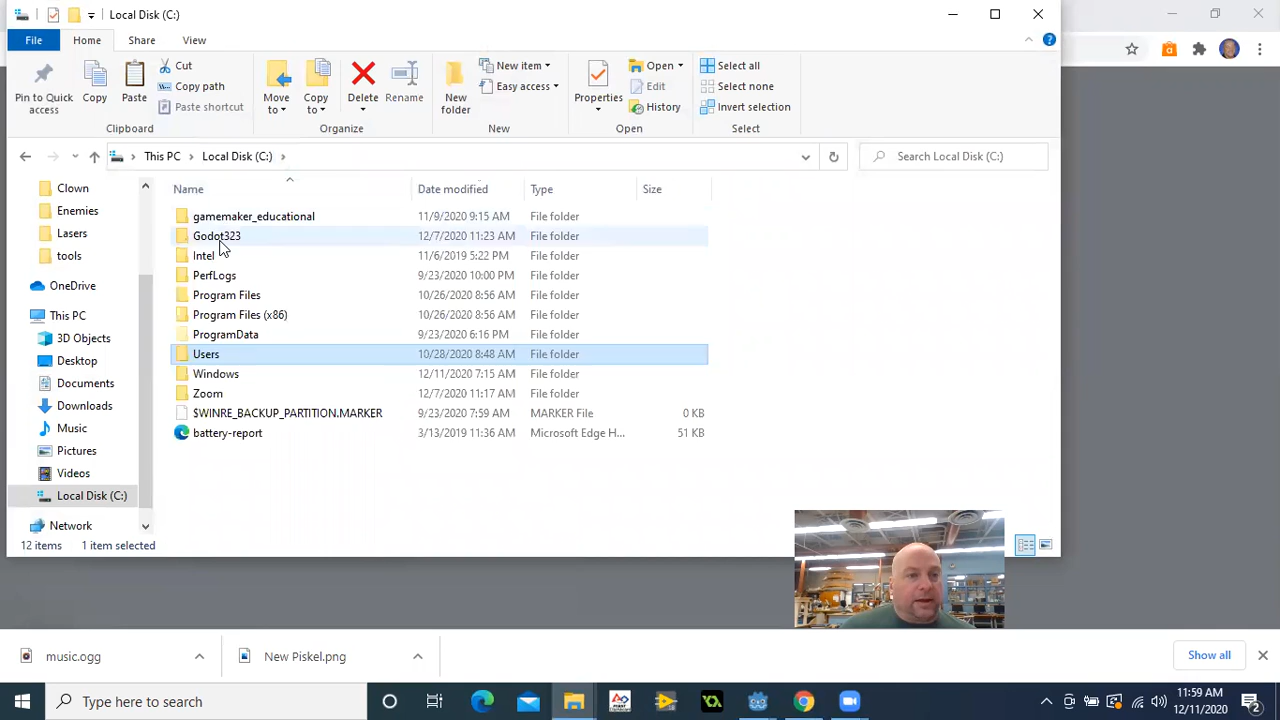 Local Disk (C:)
File Home Share View
Pin to Quick access
Copy
Paste
Cut
Copy path
Paste shortcut
Clipboard
Move to
Copy to
Delete
Rename
Organize
New folder
New item
Easy access
New
Properties
Open
Edit
History
Open
Select all
Select none
Invert selection
Select
This PC > Local Disk (C:) >
Search Local Disk (C:)
Clown
Enemies
Lasers
tools
OneDrive
This PC
3D Objects
Desktop
Documents
Downloads
Music
Pictures
Videos
Local Disk (C:)
Network
Name Date modified Type Size
gamemaker_educational 11/9/2020 9:15 AM File folder
Godot323 12/7/2020 11:23 AM File folder
Intel 11/6/2019 5:22 PM File folder
PerfLogs 9/23/2020 10:00 PM File folder
Program Files 10/26/2020 8:56 AM File folder
Program Files (x86) 10/26/2020 8:56 AM File folder
ProgramData 9/23/2020 6:16 PM File folder
Users 10/28/2020 8:48 AM File folder
Windows 12/11/2020 7:15 AM File folder
Zoom 12/7/2020 11:17 AM File folder
$WINRE_BACKUP_PARTITION.MARKER 9/23/2020 7:59 AM MARKER File 0 KB
battery-report 3/13/2019 11:36 AM Microsoft Edge H... 51 KB
12 items 1 item selected
music.ogg
New Piskel.png
Show all
Type here to search
11:59 AM
12/11/2020
2